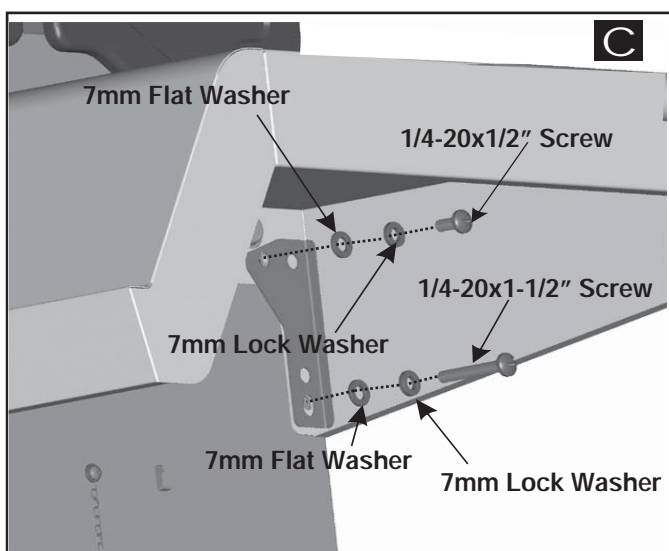 C
7mm Flat Washer
1/4-20x1/2” Screw
1/4-20x1-1/2” Screw
7mm Lock Washer
7mm Flat Washer
7mm Lock Washer